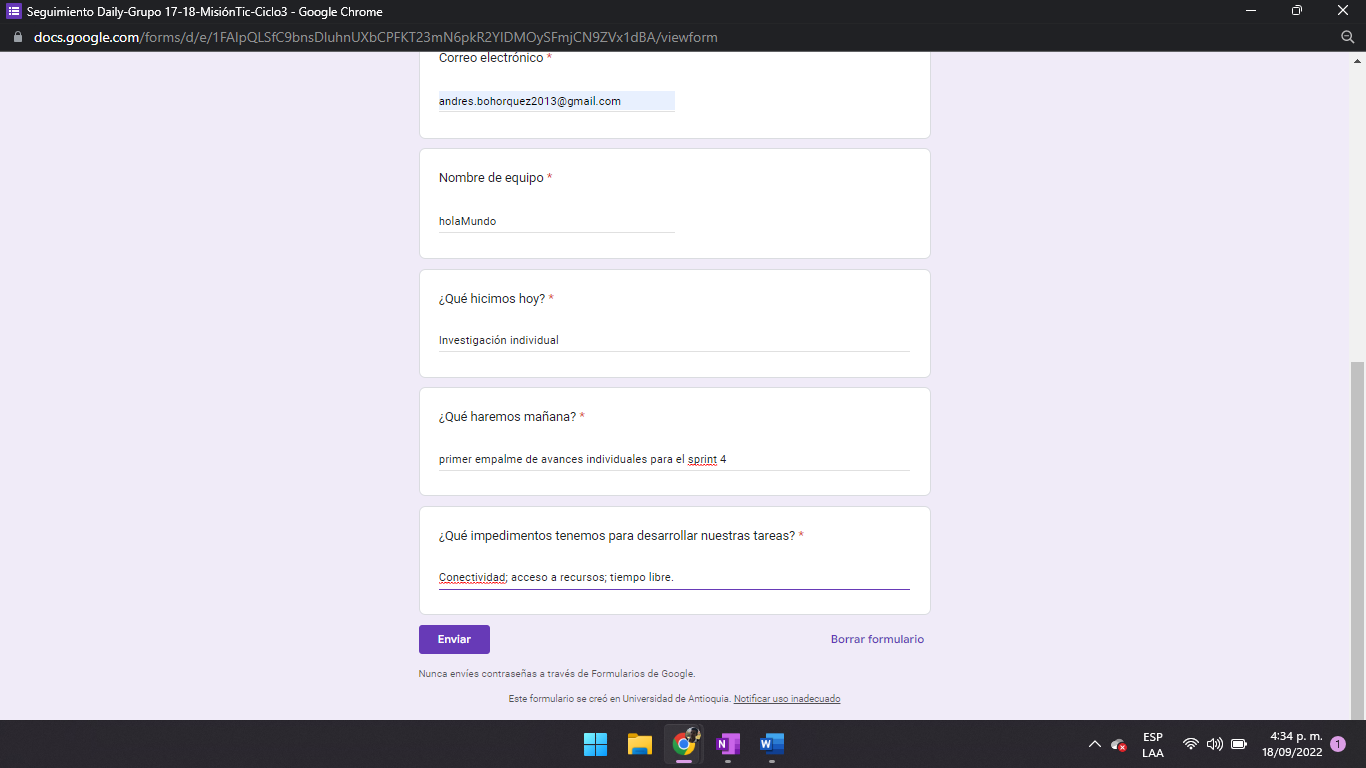 Seguimiento Daily-Grupo 17-18-MisiónTic-Ciclo3 - Google Chrome
docs.google.com/forms/d/e/1FAIpQLSfC9bnsDluhnUXbCPFKT23mN6pkR2YIDMOySFmjCN9ZVx1dBA/viewform
Correo electrónico *
andres.bohorquez2013@gmail.com
Nombre de equipo *
holaMundo
¿Qué hicimos hoy? *
Investigación individual
¿Qué haremos mañana? *
primer empalme de avances individuales para el sprint 4
¿Qué impedimentos tenemos para desarrollar nuestras tareas? *
Conectividad; acceso a recursos; tiempo libre.
Enviar
Borrar formulario
Nunca envíes contraseñas a través de Formularios de Google.
Este formulario se creó en Universidad de Antioquia. Notificar uso inadecuado
ESP
LAA
4:34 p. m.
18/09/2022
1